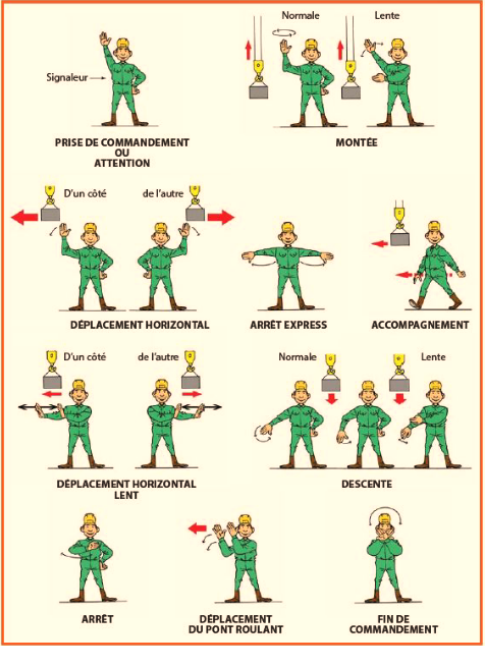 Normale
Lente
Signaleur
PRISE DE COMMANDEMENT
OU
ATTENTION
MONTÉE
D'un côté
de l'autre
DÉPLACEMENT HORIZONTAL
ARRÊT EXPRESS
ACCOMPAGNEMENT
D'un côté
de l'autre
Normale
Lente
DÉPLACEMENT HORIZONTAL
LENT
DESCENTE
ARRÊT
DÉPLACEMENT
DU PONT ROULANT
FIN DE
COMMANDEMENT